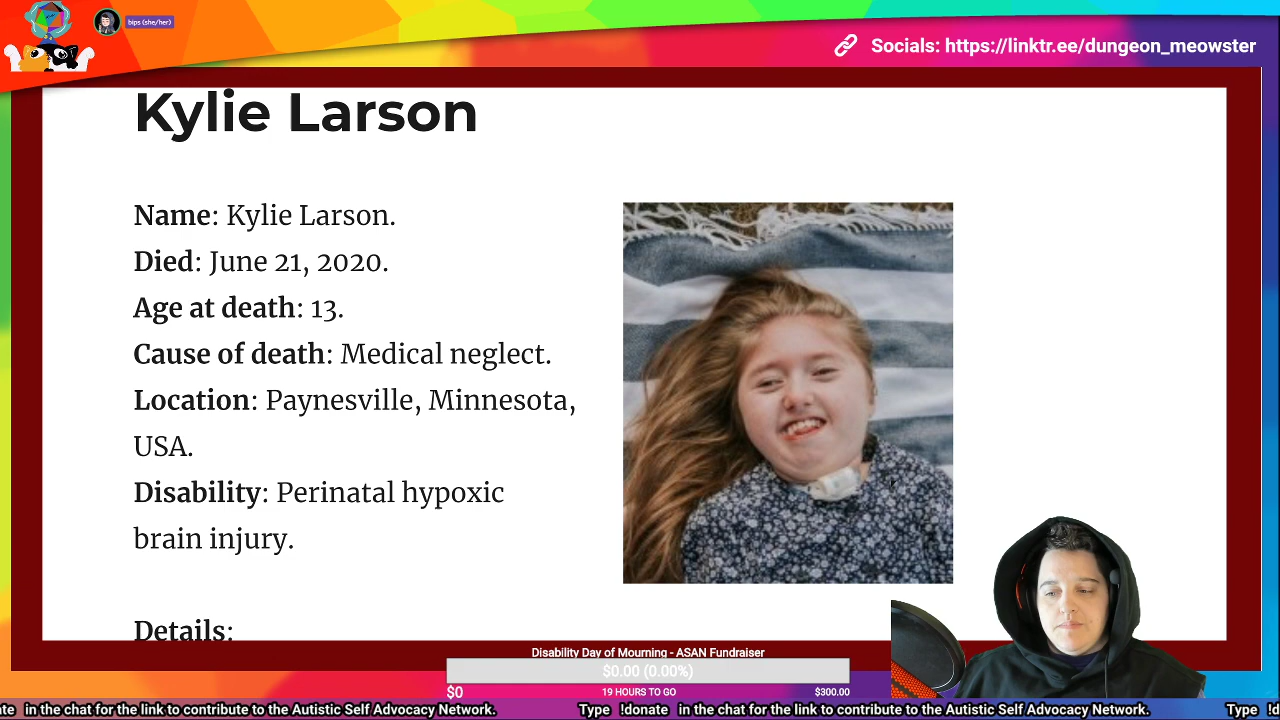 bips (she/her)
Socials: https://linktr.ee/dungeon_meowster
Kylie Larson
Name: Kylie Larson.
Died: June 21, 2020.
Age at death: 13.
Cause of death: Medical neglect.
Location: Paynesville, Minnesota,
USA.
Disability: Perinatal hypoxic
brain injury.
Details:
Disability Day of Mourning - ASAN Fundraiser
$0.00 (0.00%)
$0 19 HOURS TO GO $300.00
ate in the chat for the link to contribute to the Autistic Self Advocacy Network. Type !donate in the chat for the link to contribute to the Autistic Self Advocacy Network. Type !d